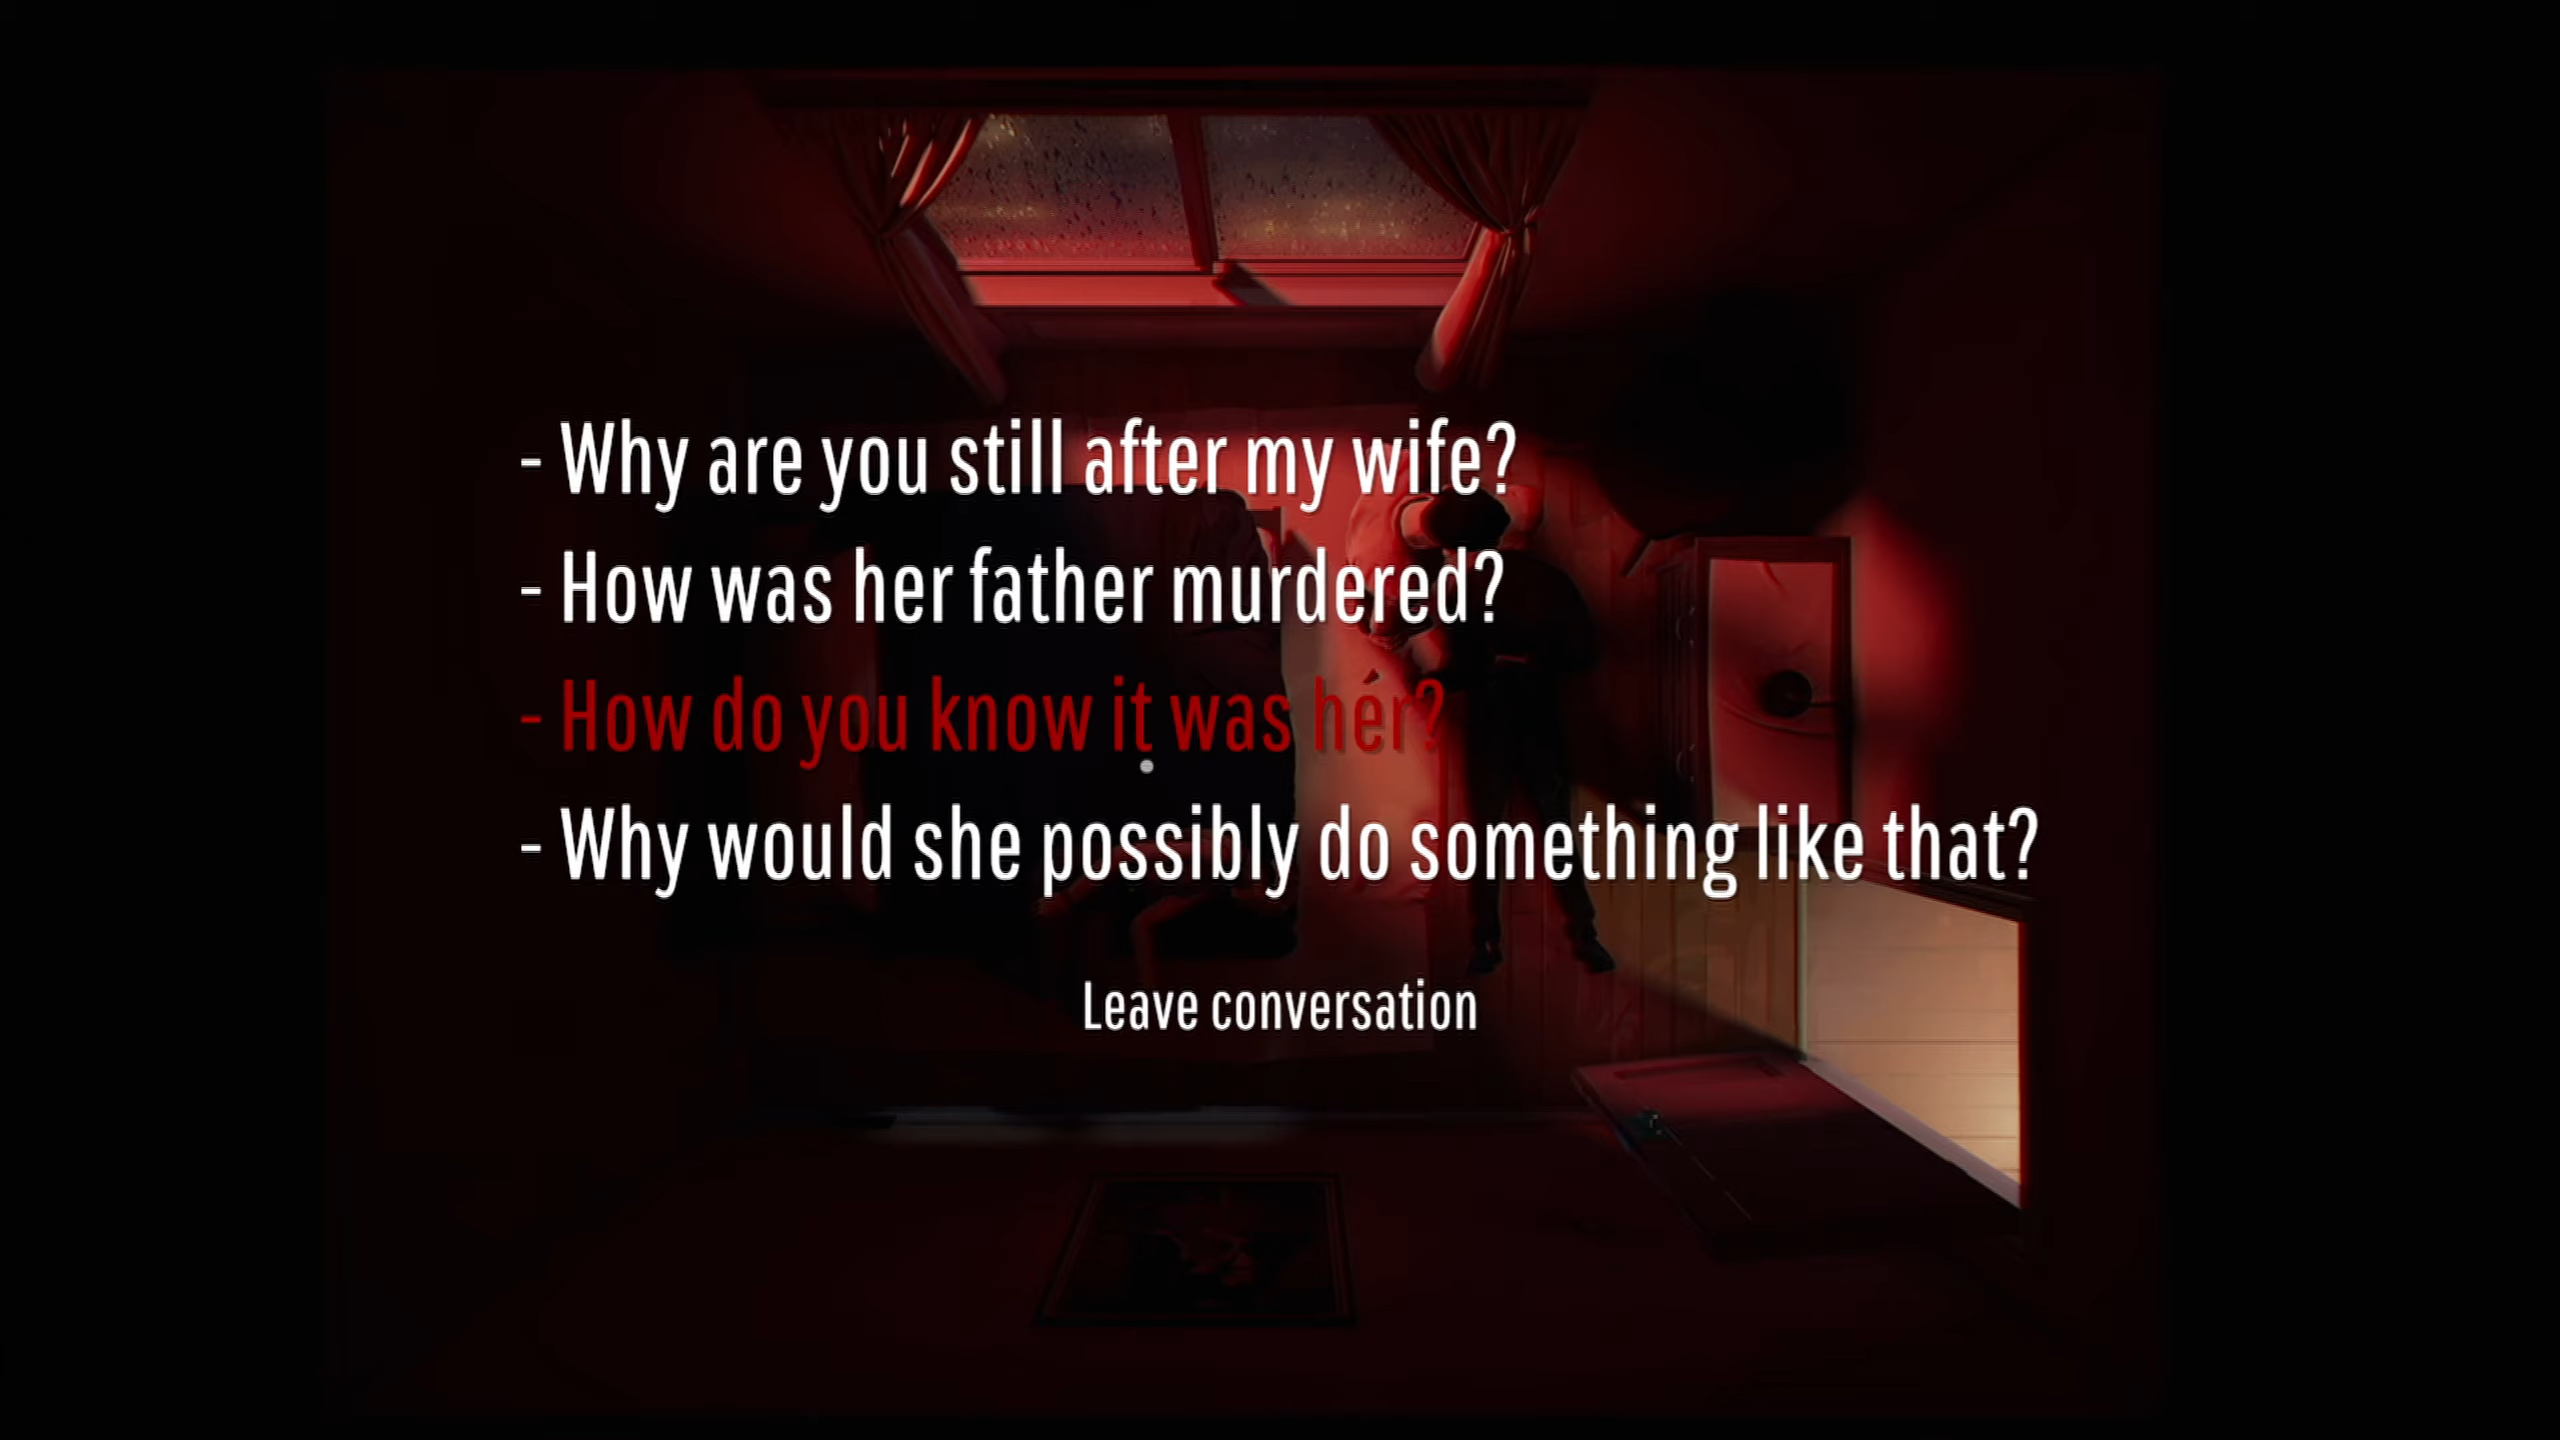 - Why are you still after my wife?
- How was her father murdered?
- How do you know it was her?
- Why would she possibly do something like that?
Leave conversation